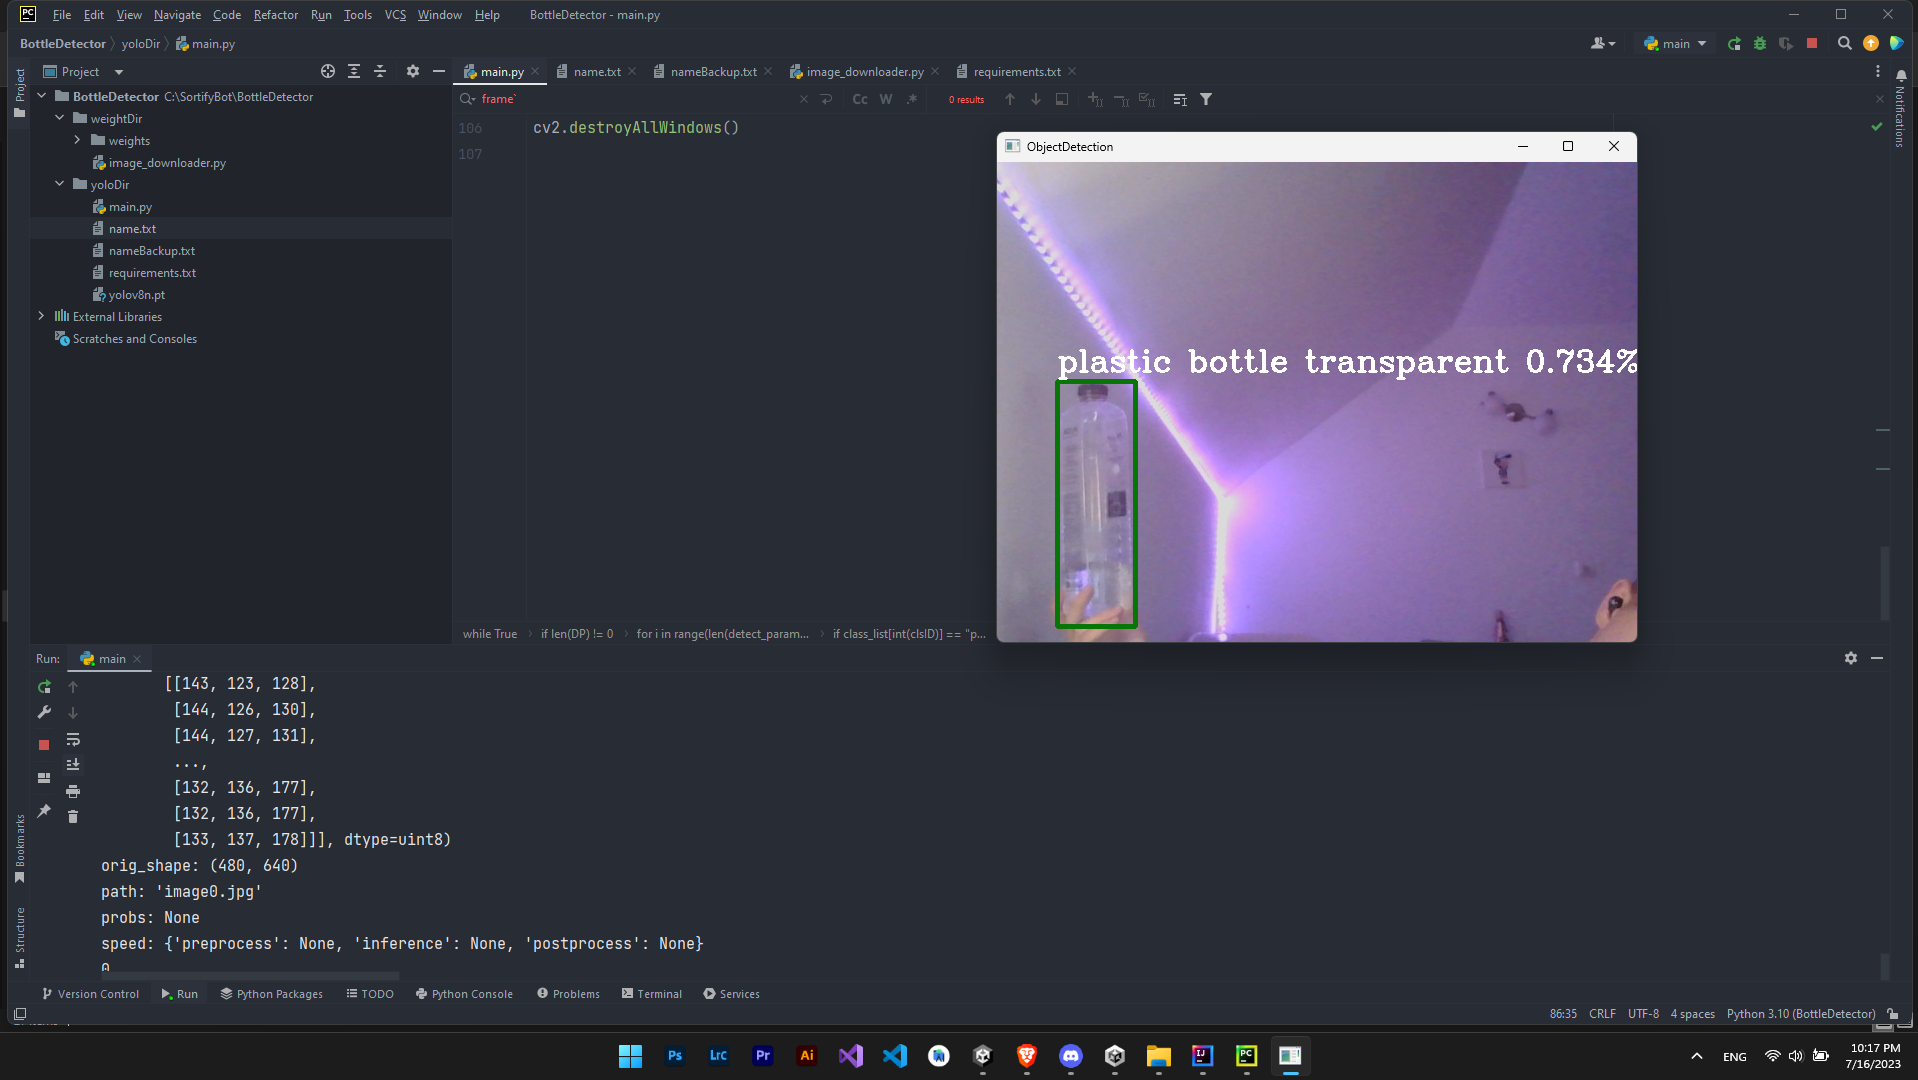 PC File Edit View Navigate Code Refactor Run Tools VCS Window Help BottleDetector - main.py
BottleDetector yoloDir main.py main
Project Project main.py name.txt nameBackup.txt image_downloader.py requirements.txt
BottleDetector C:\SortifyBot\BottleDetector frame` Cc W .* 0 results
weightDir 106 cv2.destroyAllWindows()
weights 107
image_downloader.py
yoloDir
main.py
name.txt
nameBackup.txt
requirements.txt
yolov8n.pt
External Libraries
Scratches and Consoles
Notifications
ObjectDetection
plastic bottle transparent 0.734%
while True if len(DP) != 0 for i in range(len(detect_param... if class_list[int(clsID)] == "p...
Run: main
[[143, 123, 128],
[144, 126, 130],
[144, 127, 131],
...,
[132, 136, 177],
[132, 136, 177],
[133, 137, 178]]], dtype=uint8)
orig_shape: (480, 640)
path: 'image0.jpg'
probs: None
speed: {'preprocess': None, 'inference': None, 'postprocess': None}
0
Bookmarks
Structure
Version Control Run Python Packages TODO Python Console Problems Terminal Services
86:35 CRLF UTF-8 4 spaces Python 3.10 (BottleDetector)
Ps LrC Pr Ai IJ PC ENG 10:17 PM
7/16/2023